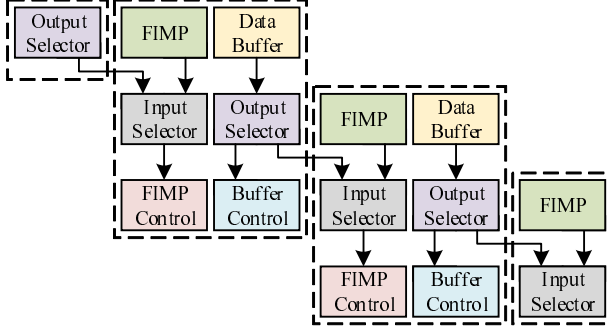 Output
Selector
FIMP
Data
Buffer
Input
Selector
Output
Selector
FIMP
Control
Buffer
Control
FIMP
Data
Buffer
Input
Selector
Output
Selector
FIMP
Control
Buffer
Control
FIMP
Input
Selector